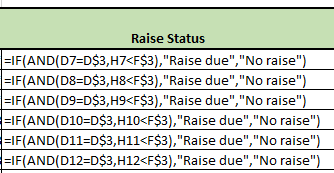 Raise Status
=IF(AND(D7=D$3,H7<F$3),"Raise due","No raise")
=IF(AND(D8=D$3,H8<F$3),"Raise due","No raise")
=IF(AND(D9=D$3,H9<F$3),"Raise due","No raise")
=IF(AND(D10=D$3,H10<F$3),"Raise due","No raise")
=IF(AND(D11=D$3,H11<F$3),"Raise due","No raise")
=IF(AND(D12=D$3,H12<F$3),"Raise due","No raise")